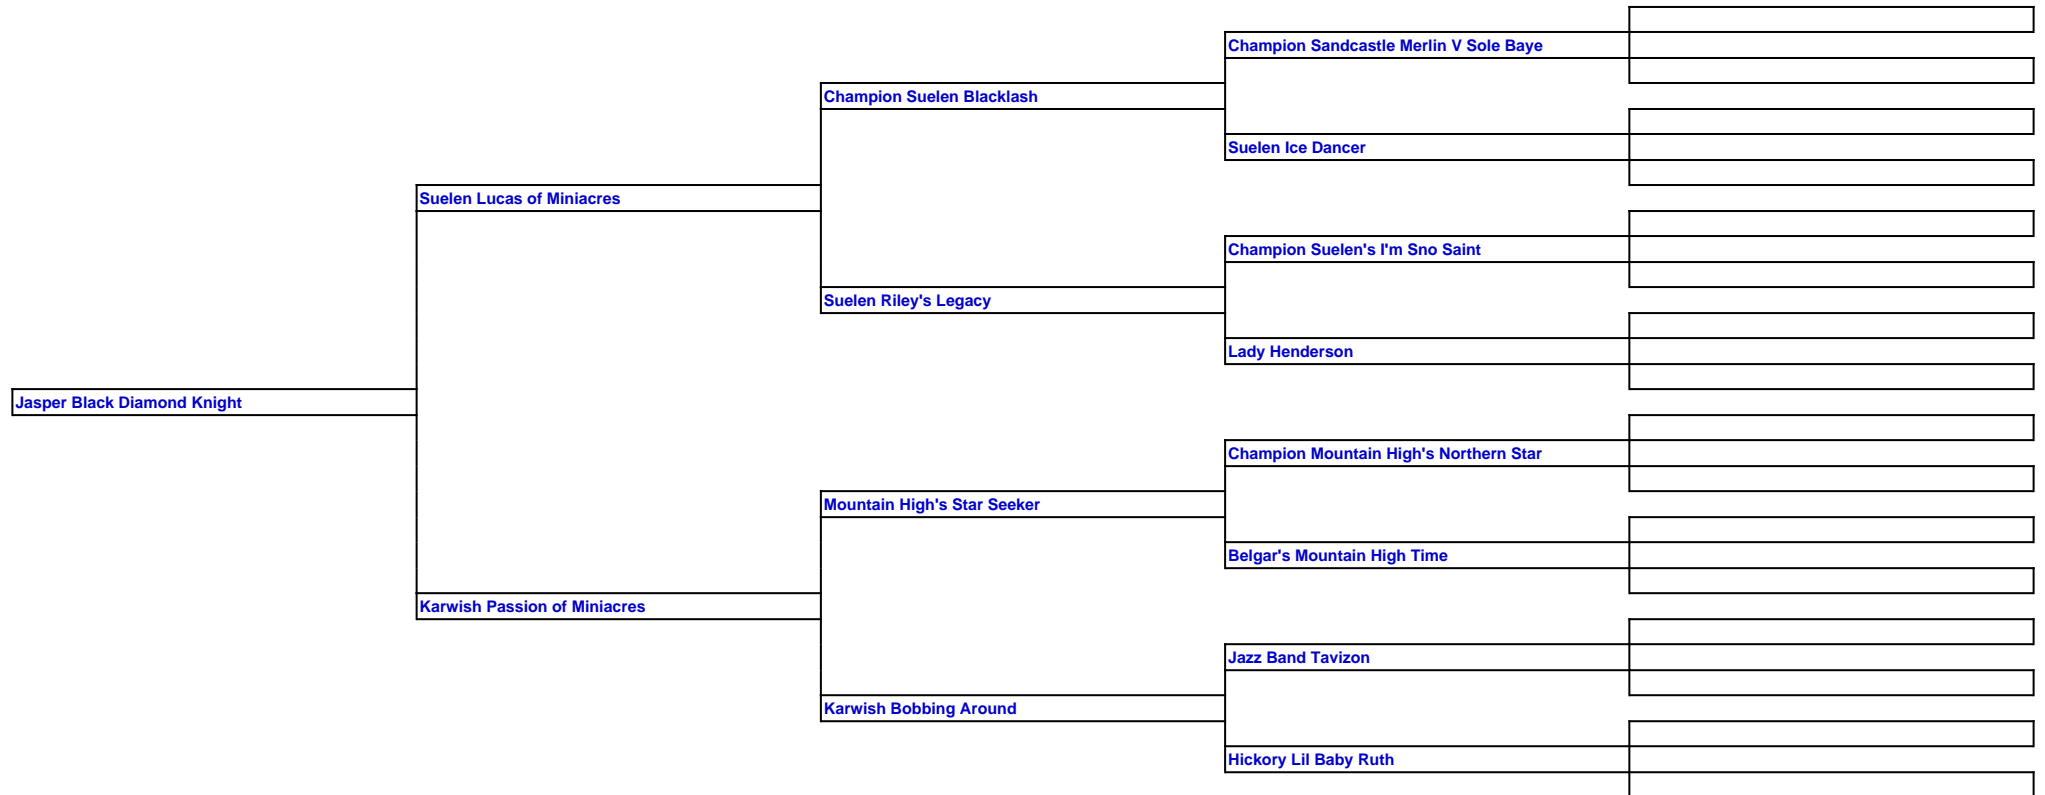 Champion Sandcastle Merlin V Sole Baye
Champion Suelen Blacklash
Suelen Ice Dancer
Suelen Lucas of Miniacres
Champion Suelen's I'm Sno Saint
Suelen Riley's Legacy
Lady Henderson
Jasper Black Diamond Knight
Champion Mountain High's Northern Star
Mountain High's Star Seeker
Belgar's Mountain High Time
Karwish Passion of Miniacres
Jazz Band Tavizon
Karwish Bobbing Around
Hickory Lil Baby Ruth